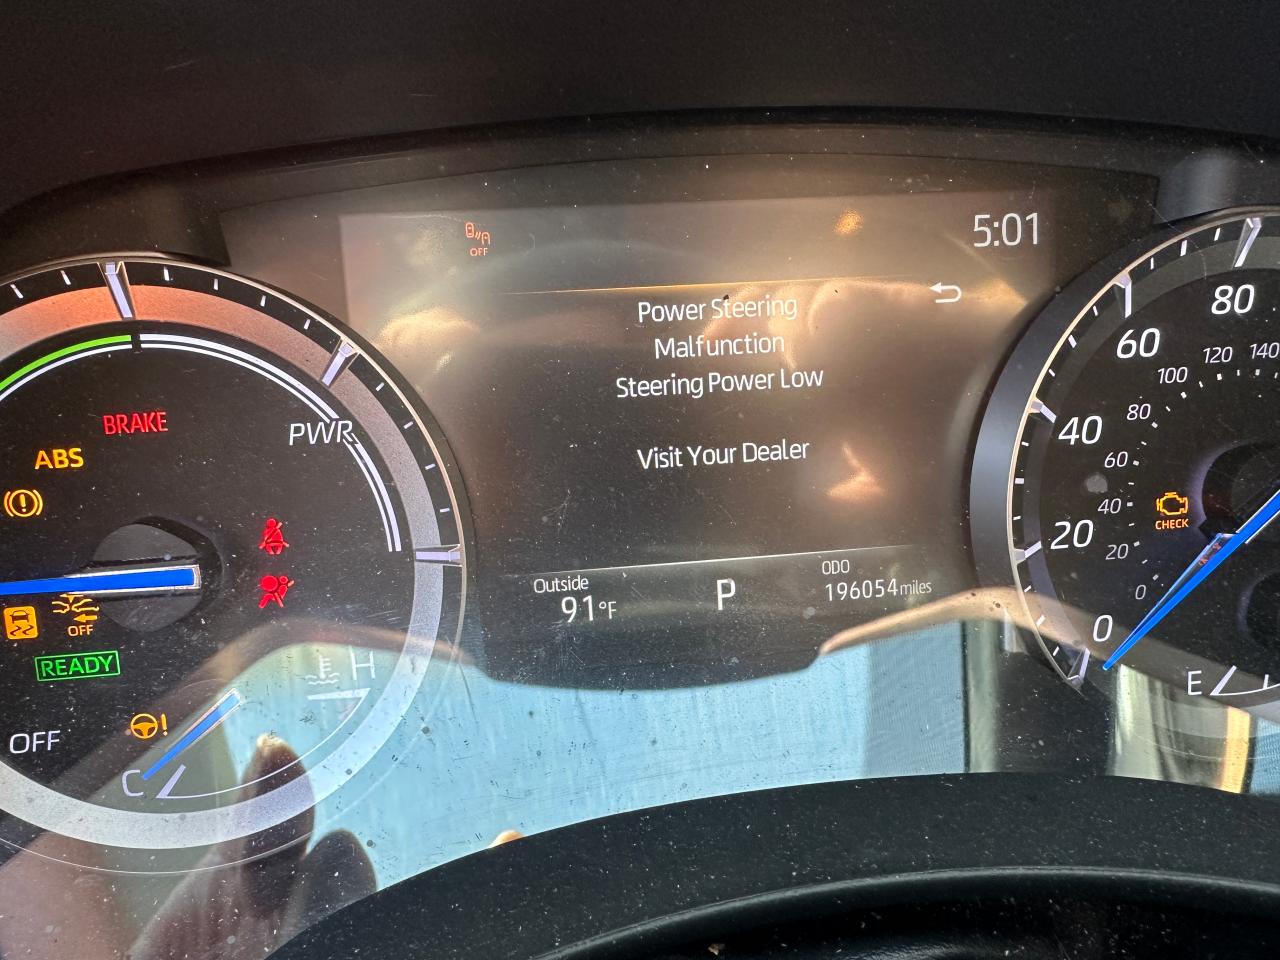 OFF
5:01
Power Steering
Malfunction
Steering Power Low
Visit Your Dealer
Outside
91°F
P
ODO
196054 miles
BRAKE
ABS
PWR
OFF
READY
OFF
H
C
80
60
40
20
0
140
120
100
80
60
40
20
0
CHECK
E